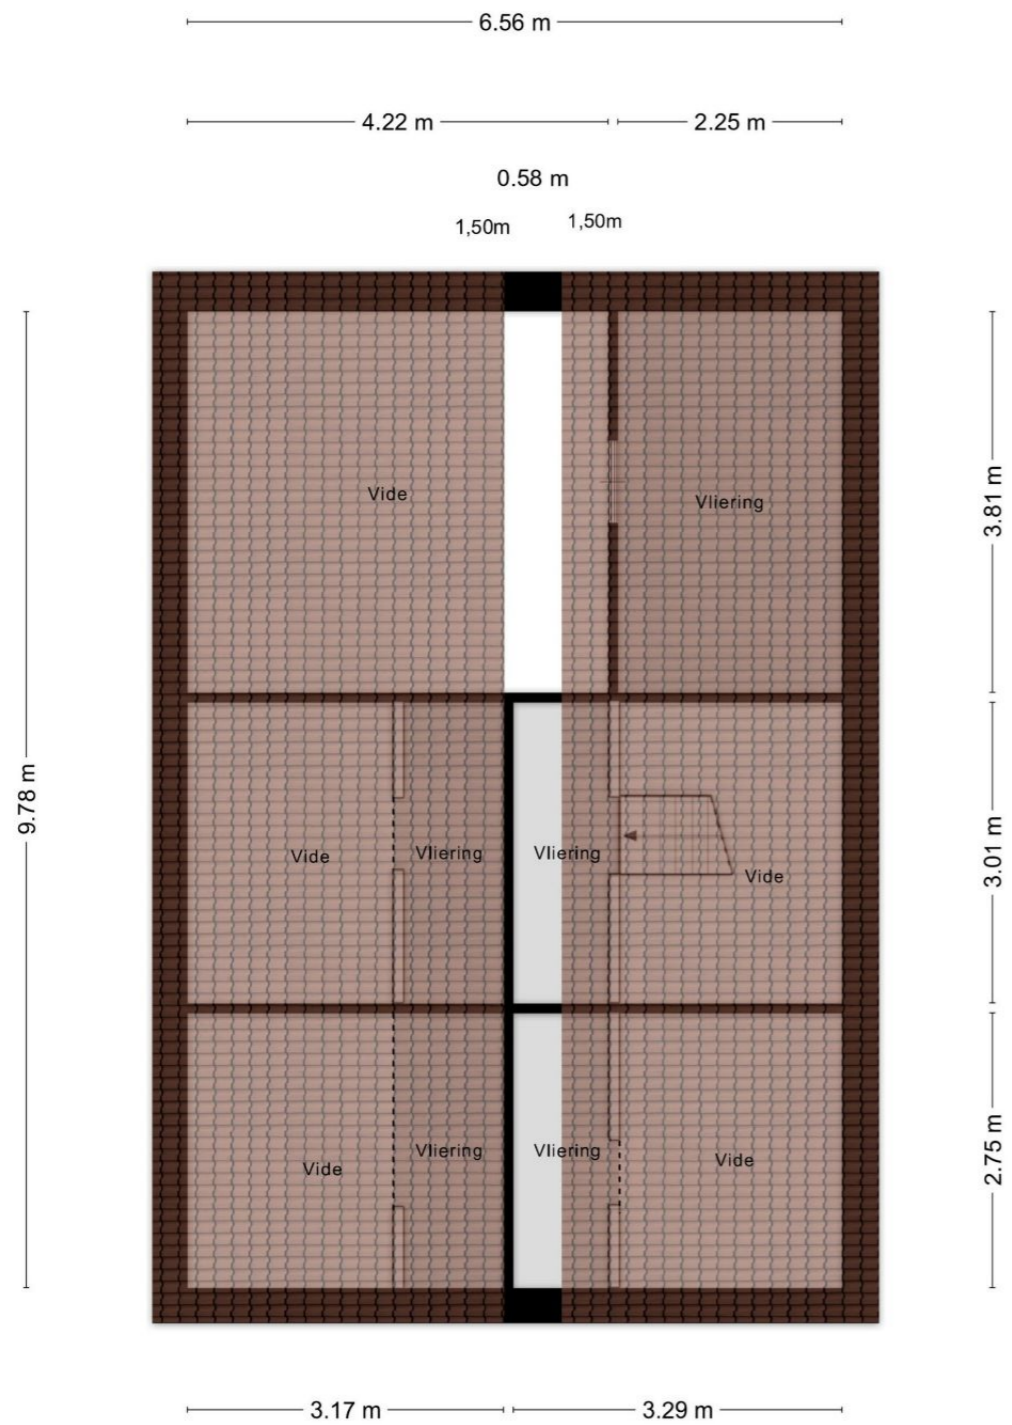 6.56 m
4.22 m
2.25 m
0.58 m
1,50m
1,50m
Vide
Vliering
3.81 m
9.78 m
Vide
Vliering
Vliering
Vide
3.01 m
Vide
Vliering
Vliering
Vide
2.75 m
3.17 m
3.29 m